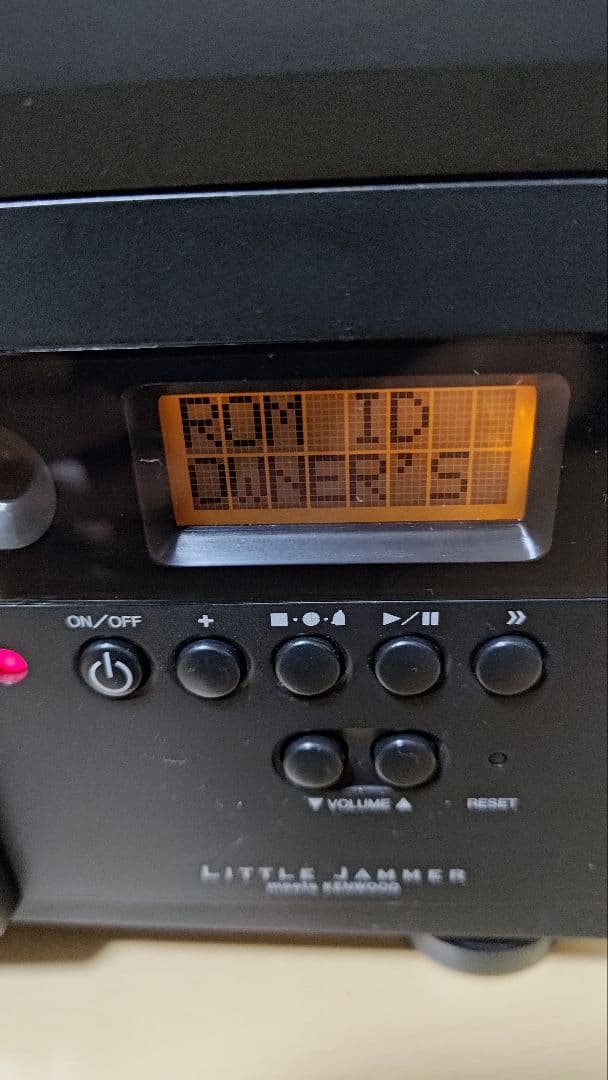 ROM ID
OWNER'S
ON/OFF + ■・🕒・🔔 ▶/❚❚ »
▼ VOLUME ▲ RESET
LITTLE JAMMER
meets KENWOOD